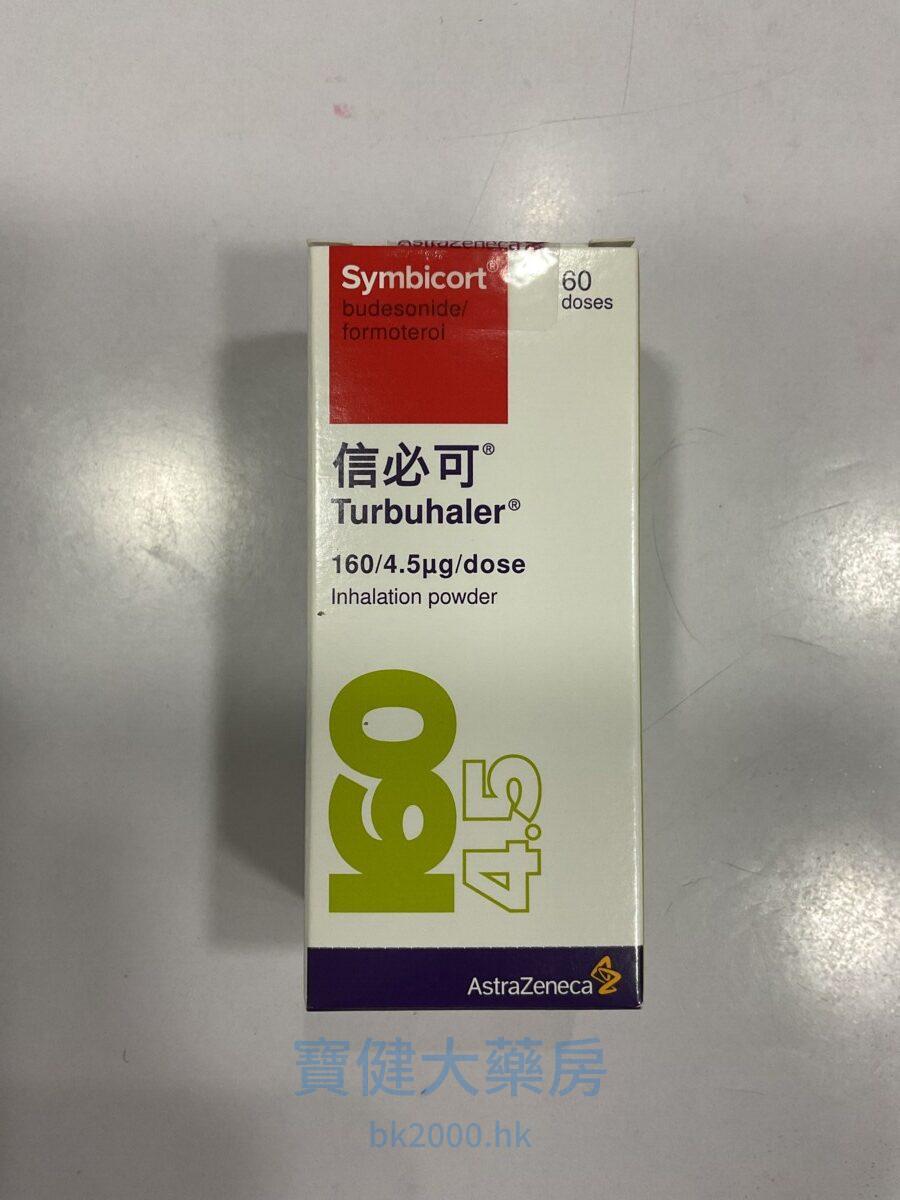 AstraZeneca
Symbicort®
budesonide/
formoterol
60
doses
信必可®
Turbuhaler®
160/4.5µg/dose
Inhalation powder
160
4.5
AstraZeneca
寶健大藥房
bk2000.hk